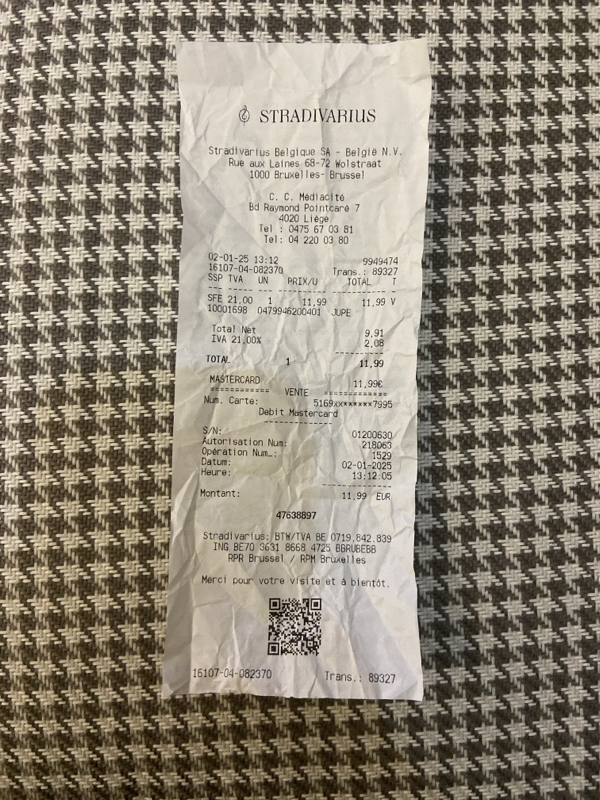 STRADIVARIUS
Stradivarius Belgique SA - België N.V.
Rue aux Laines 68-72 Wolstraat
1000 Bruxelles- Brussel
C. C. Médiacité
Bd Raymond Pointcaré 7
4020 Liège
Tel : 0475 67 03 81
Tel: 04 220 03 80
02-01-25 13:12 9949474
16107-04-082370 Trans.: 89327
SSP TVA UN PRIX/U TOTAL T
--- ----- ---- -------- -------- -
SFE 21,00 1 11,99 11,99 V
10001698 0479946200401 JUPE
Total Net 9,91
IVA 21,00% 2,08
----------
TOTAL 1 11,99
MASTERCARD 11,99€
=========== VENTE ============
Num. Carte: 5169xx******7995
Debit Mastercard
--------------
S/N: 01200630
Autorisation Num: 218063
Opération Num.: 1529
Datum: 02-01-2025
Heure: 13:12:05
--------------
Montant: 11,99 EUR
47638897
Stradivarius: BTW/TVA BE 0719.842.839
ING BE70 3631 8668 4725 BBRUBEBB
RPR Brussel / RPM Bruxelles
Merci pour votre visite et à bientôt.
16107-04-082370 Trans.: 89327